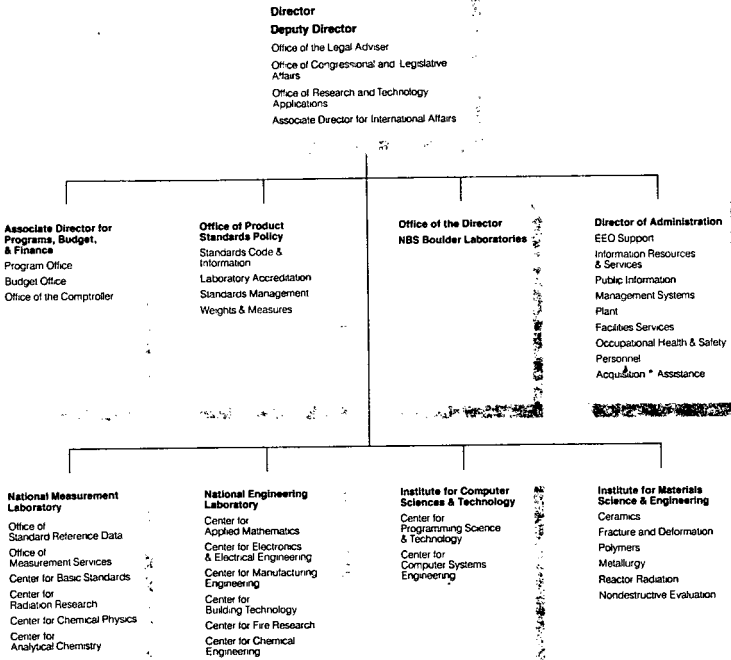 Director
Deputy Director
Office of the Legal Adviser
Office of Congressional and Legislative
Affairs
Office of Research and Technology
Applications
Associate Director for International Affairs
Associate Director for
Programs, Budget,
& Finance
Program Office
Budget Office
Office of the Comptroller
Office of Product
Standards Policy
Standards Code &
Information
Laboratory Accreditation
Standards Management
Weights & Measures
Office of the Director
NBS Boulder Laboratories
Director of Administration
EEO Support
Information Resources
& Services
Public Information
Management Systems
Plant
Facilities Services
Occupational Health & Safety
Personnel
Acquisition * Assistance
National Measurement
Laboratory
Office of
Standard Reference Data
Office of
Measurement Services
Center for Basic Standards
Center for
Radiation Research
Center for Chemical Physics
Center for
Analytical Chemistry
National Engineering
Laboratory
Center for
Applied Mathematics
Center for Electronics
& Electrical Engineering
Center for Manufacturing
Engineering
Center for
Building Technology
Center for Fire Research
Center for Chemical
Engineering
Institute for Computer
Sciences & Technology
Center for
Programming Science
& Technology
Center for
Computer Systems
Engineering
Institute for Materials
Science & Engineering
Ceramics
Fracture and Deformation
Polymers
Metallurgy
Reactor Radiation
Nondestructive Evaluation